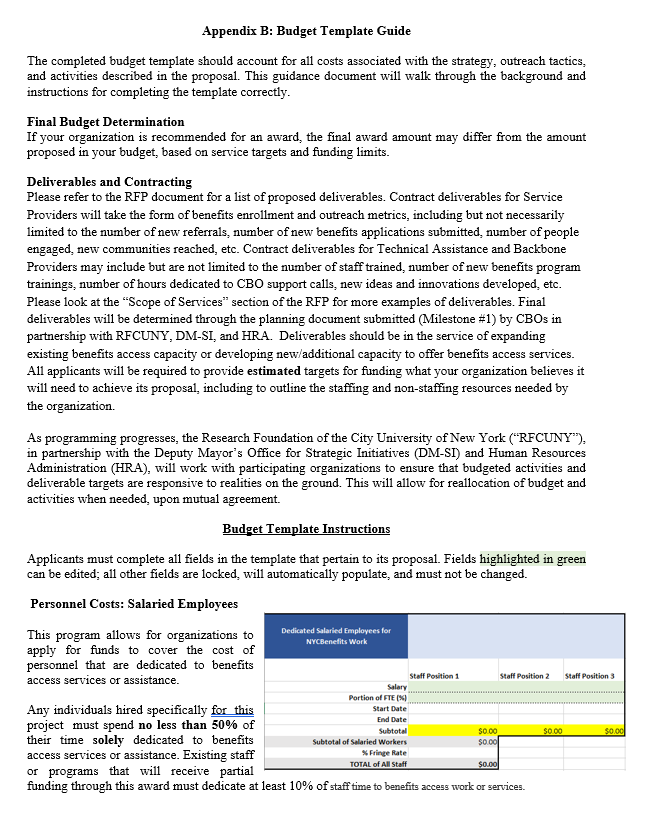 Appendix B: Budget Template Guide
The completed budget template should account for all costs associated with the strategy, outreach tactics,
and activities described in the proposal. This guidance document will walk through the background and
instructions for completing the template correctly.
Final Budget Determination
If your organization is recommended for an award, the final award amount may differ from the amount
proposed in your budget, based on service targets and funding limits.
Deliverables and Contracting
Please refer to the RFP document for a list of proposed deliverables. Contract deliverables for Service
Providers will take the form of benefits enrollment and outreach metrics, including but not necessarily
limited to the number of new referrals, number of new benefits applications submitted, number of people
engaged, new communities reached, etc. Contract deliverables for Technical Assistance and Backbone
Providers may include but are not limited to the number of staff trained, number of new benefits program
trainings, number of hours dedicated to CBO support calls, new ideas and innovations developed, etc.
Please look at the “Scope of Services” section of the RFP for more examples of deliverables. Final
deliverables will be determined through the planning document submitted (Milestone #1) by CBOs in
partnership with RFCUNY, DM-SI, and HRA. Deliverables should be in the service of expanding
existing benefits access capacity or developing new/additional capacity to offer benefits access services.
All applicants will be required to provide estimated targets for funding what your organization believes it
will need to achieve its proposal, including to outline the staffing and non-staffing resources needed by
the organization.
As programming progresses, the Research Foundation of the City University of New York (“RFCUNY”),
in partnership with the Deputy Mayor’s Office for Strategic Initiatives (DM-SI) and Human Resources
Administration (HRA), will work with participating organizations to ensure that budgeted activities and
deliverable targets are responsive to realities on the ground. This will allow for reallocation of budget and
activities when needed, upon mutual agreement.
Budget Template Instructions
Applicants must complete all fields in the template that pertain to its proposal. Fields highlighted in green
can be edited; all other fields are locked, will automatically populate, and must not be changed.
Personnel Costs: Salaried Employees
This program allows for organizations to
apply for funds to cover the cost of
personnel that are dedicated to benefits
access services or assistance.
Any individuals hired specifically for this
project must spend no less than 50% of
their time solely dedicated to benefits
access services or assistance. Existing staff
or programs that will receive partial
funding through this award must dedicate at least 10% of staff time to benefits access work or services.
Dedicated Salaried Employees for
NYCBenefits Work
Staff Position 1 Staff Position 2 Staff Position 3
Salary
Portion of FTE (%)
Start Date
End Date
Subtotal $0.00 $0.00 $0.00
Subtotal of Salaried Workers $0.00
% Fringe Rate
TOTAL of All Staff $0.00